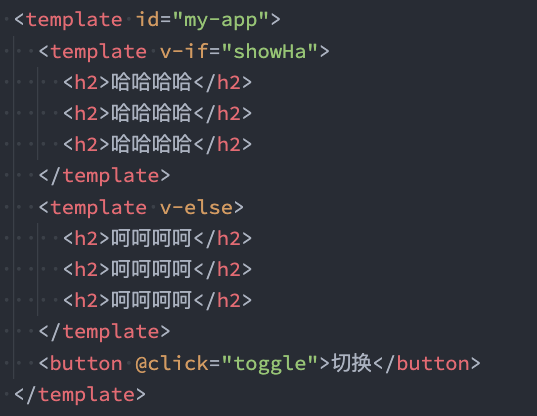 <template id="my-app">
<template v-if="showHa">
<h2>哈哈哈哈</h2>
<h2>哈哈哈哈</h2>
<h2>哈哈哈哈</h2>
</template>
<template v-else>
<h2>呵呵呵呵</h2>
<h2>呵呵呵呵</h2>
<h2>呵呵呵呵</h2>
</template>
<button @click="toggle">切换</button>
</template>